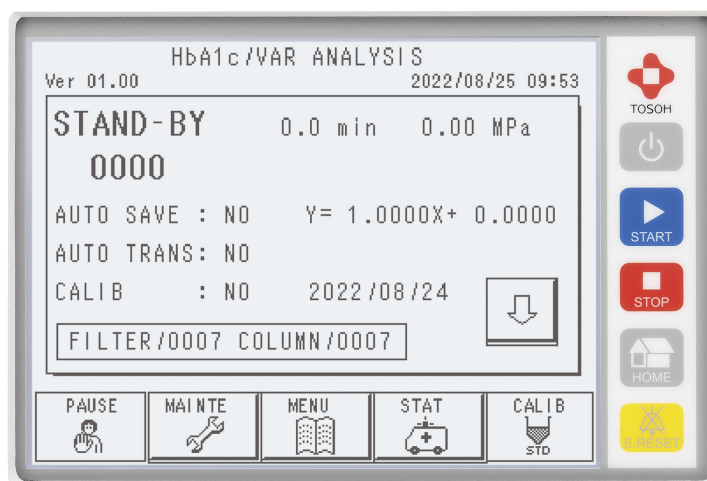 HbA1c/VAR ANALYSIS
Ver 01.00 2022/08/25 09:53
STAND-BY 0.0 min 0.00 MPa
0000
AUTO SAVE : NO Y= 1.0000X+ 0.0000
AUTO TRANS: NO
CALIB : NO 2022/08/24
FILTER/0007 COLUMN/0007
PAUSE MAINTE MENU STAT CALIB
STD
TOSOH
START
STOP
HOME
E.RESET